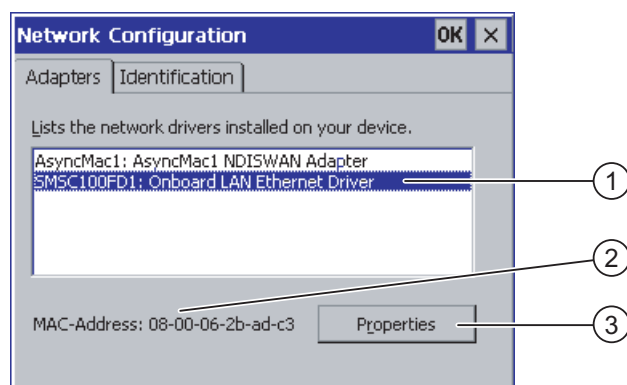 Network Configuration OK ×
Adapters Identification
Lists the network drivers installed on your device.
AsyncMac1: AsyncMac1 NDISWAN Adapter
SMSC100FD1: Onboard LAN Ethernet Driver
1
2
MAC-Address: 08-00-06-2b-ad-c3 Properties
3